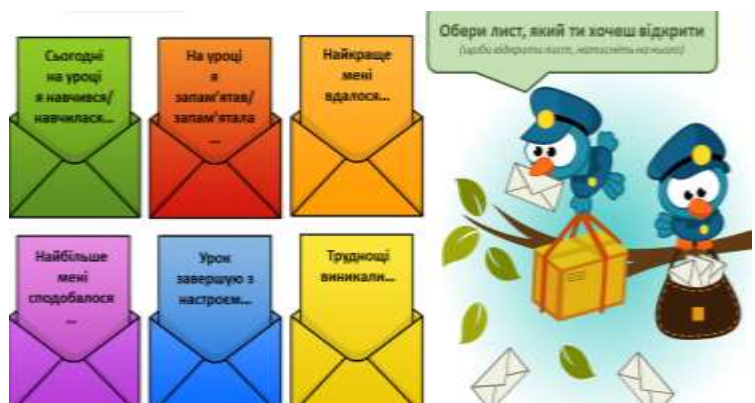 Сьогодні
на уроці
я навчився/
навчилася...
На уроці
я
запам'ятав/
запам'ятала
...
Найкраще
мені
вдалося...
Обери лист, який ти хочеш відкрити
(щоби відкрити лист, натисніть на нього)
Найбільше
мені
сподобалося
...
Урок
завершую з
настроєм...
Труднощі
виникали...